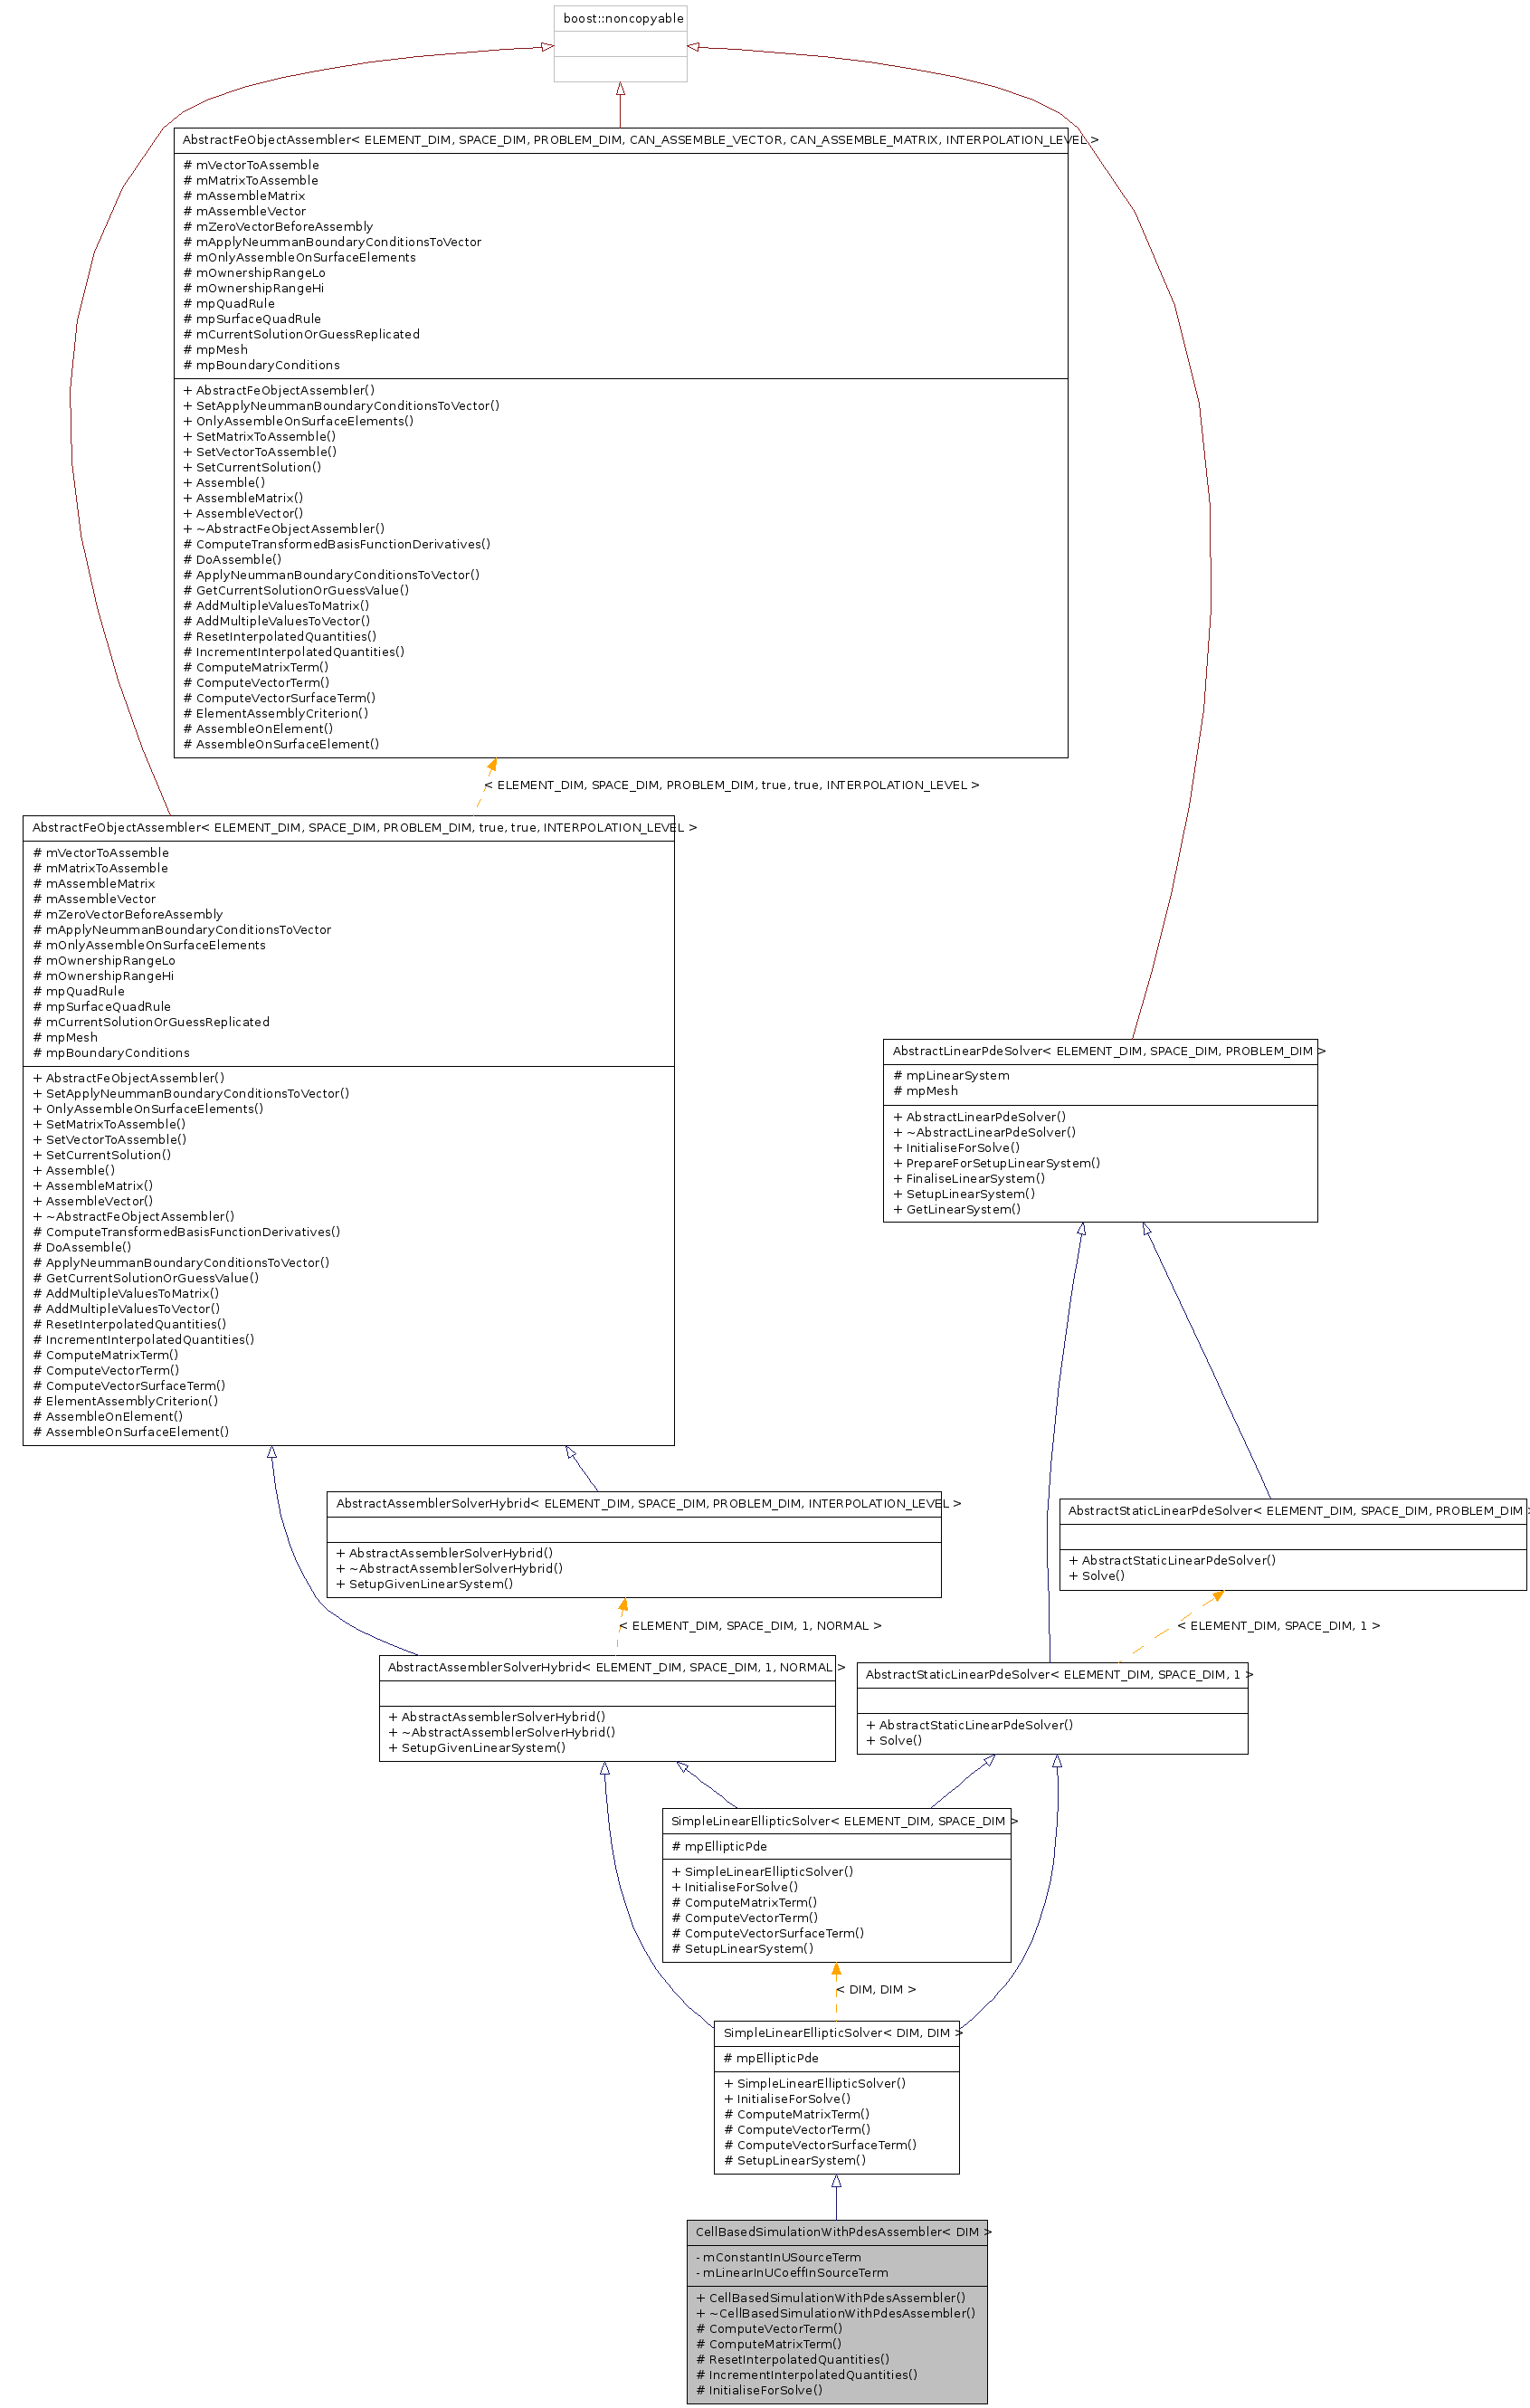 boost::noncopyable
AbstractFeObjectAssembler< ELEMENT_DIM, SPACE_DIM, PROBLEM_DIM, CAN_ASSEMBLE_VECTOR, CAN_ASSEMBLE_MATRIX, INTERPOLATION_LEVEL >
# mVectorToAssemble
# mMatrixToAssemble
# mAssembleMatrix
# mAssembleVector
# mZeroVectorBeforeAssembly
# mApplyNeummanBoundaryConditionsToVector
# mOnlyAssembleOnSurfaceElements
# mOwnershipRangeLo
# mOwnershipRangeHi
# mpQuadRule
# mpSurfaceQuadRule
# mCurrentSolutionOrGuessReplicated
# mpMesh
# mpBoundaryConditions
+ AbstractFeObjectAssembler()
+ SetApplyNeummanBoundaryConditionsToVector()
+ OnlyAssembleOnSurfaceElements()
+ SetMatrixToAssemble()
+ SetVectorToAssemble()
+ SetCurrentSolution()
+ Assemble()
+ AssembleMatrix()
+ AssembleVector()
+ ~AbstractFeObjectAssembler()
# ComputeTransformedBasisFunctionDerivatives()
# DoAssemble()
# ApplyNeummanBoundaryConditionsToVector()
# GetCurrentSolutionOrGuessValue()
# AddMultipleValuesToMatrix()
# AddMultipleValuesToVector()
# ResetInterpolatedQuantities()
# IncrementInterpolatedQuantities()
# ComputeMatrixTerm()
# ComputeVectorTerm()
# ComputeVectorSurfaceTerm()
# ElementAssemblyCriterion()
# AssembleOnElement()
# AssembleOnSurfaceElement()
< ELEMENT_DIM, SPACE_DIM, PROBLEM_DIM, true, true, INTERPOLATION_LEVEL >
AbstractFeObjectAssembler< ELEMENT_DIM, SPACE_DIM, PROBLEM_DIM, true, true, INTERPOLATION_LEVEL >
# mVectorToAssemble
# mMatrixToAssemble
# mAssembleMatrix
# mAssembleVector
# mZeroVectorBeforeAssembly
# mApplyNeummanBoundaryConditionsToVector
# mOnlyAssembleOnSurfaceElements
# mOwnershipRangeLo
# mOwnershipRangeHi
# mpQuadRule
# mpSurfaceQuadRule
# mCurrentSolutionOrGuessReplicated
# mpMesh
# mpBoundaryConditions
+ AbstractFeObjectAssembler()
+ SetApplyNeummanBoundaryConditionsToVector()
+ OnlyAssembleOnSurfaceElements()
+ SetMatrixToAssemble()
+ SetVectorToAssemble()
+ SetCurrentSolution()
+ Assemble()
+ AssembleMatrix()
+ AssembleVector()
+ ~AbstractFeObjectAssembler()
# ComputeTransformedBasisFunctionDerivatives()
# DoAssemble()
# ApplyNeummanBoundaryConditionsToVector()
# GetCurrentSolutionOrGuessValue()
# AddMultipleValuesToMatrix()
# AddMultipleValuesToVector()
# ResetInterpolatedQuantities()
# IncrementInterpolatedQuantities()
# ComputeMatrixTerm()
# ComputeVectorTerm()
# ComputeVectorSurfaceTerm()
# ElementAssemblyCriterion()
# AssembleOnElement()
# AssembleOnSurfaceElement()
AbstractLinearPdeSolver< ELEMENT_DIM, SPACE_DIM, PROBLEM_DIM >
# mpLinearSystem
# mpMesh
+ AbstractLinearPdeSolver()
+ ~AbstractLinearPdeSolver()
+ InitialiseForSolve()
+ PrepareForSetupLinearSystem()
+ FinaliseLinearSystem()
+ SetupLinearSystem()
+ GetLinearSystem()
AbstractAssemblerSolverHybrid< ELEMENT_DIM, SPACE_DIM, PROBLEM_DIM, INTERPOLATION_LEVEL >
+ AbstractAssemblerSolverHybrid()
+ ~AbstractAssemblerSolverHybrid()
+ SetupGivenLinearSystem()
AbstractStaticLinearPdeSolver< ELEMENT_DIM, SPACE_DIM, PROBLEM_DIM >
+ AbstractStaticLinearPdeSolver()
+ Solve()
< ELEMENT_DIM, SPACE_DIM, 1, NORMAL >
< ELEMENT_DIM, SPACE_DIM, 1 >
AbstractAssemblerSolverHybrid< ELEMENT_DIM, SPACE_DIM, 1, NORMAL >
+ AbstractAssemblerSolverHybrid()
+ ~AbstractAssemblerSolverHybrid()
+ SetupGivenLinearSystem()
AbstractStaticLinearPdeSolver< ELEMENT_DIM, SPACE_DIM, 1 >
+ AbstractStaticLinearPdeSolver()
+ Solve()
SimpleLinearEllipticSolver< ELEMENT_DIM, SPACE_DIM >
# mpEllipticPde
+ SimpleLinearEllipticSolver()
+ InitialiseForSolve()
# ComputeMatrixTerm()
# ComputeVectorTerm()
# ComputeVectorSurfaceTerm()
# SetupLinearSystem()
< DIM, DIM >
SimpleLinearEllipticSolver< DIM, DIM >
# mpEllipticPde
+ SimpleLinearEllipticSolver()
+ InitialiseForSolve()
# ComputeMatrixTerm()
# ComputeVectorTerm()
# ComputeVectorSurfaceTerm()
# SetupLinearSystem()
CellBasedSimulationWithPdesAssembler< DIM >
- mConstantInUSourceTerm
- mLinearInUCoeffInSourceTerm
+ CellBasedSimulationWithPdesAssembler()
+ ~CellBasedSimulationWithPdesAssembler()
# ComputeVectorTerm()
# ComputeMatrixTerm()
# ResetInterpolatedQuantities()
# IncrementInterpolatedQuantities()
# InitialiseForSolve()